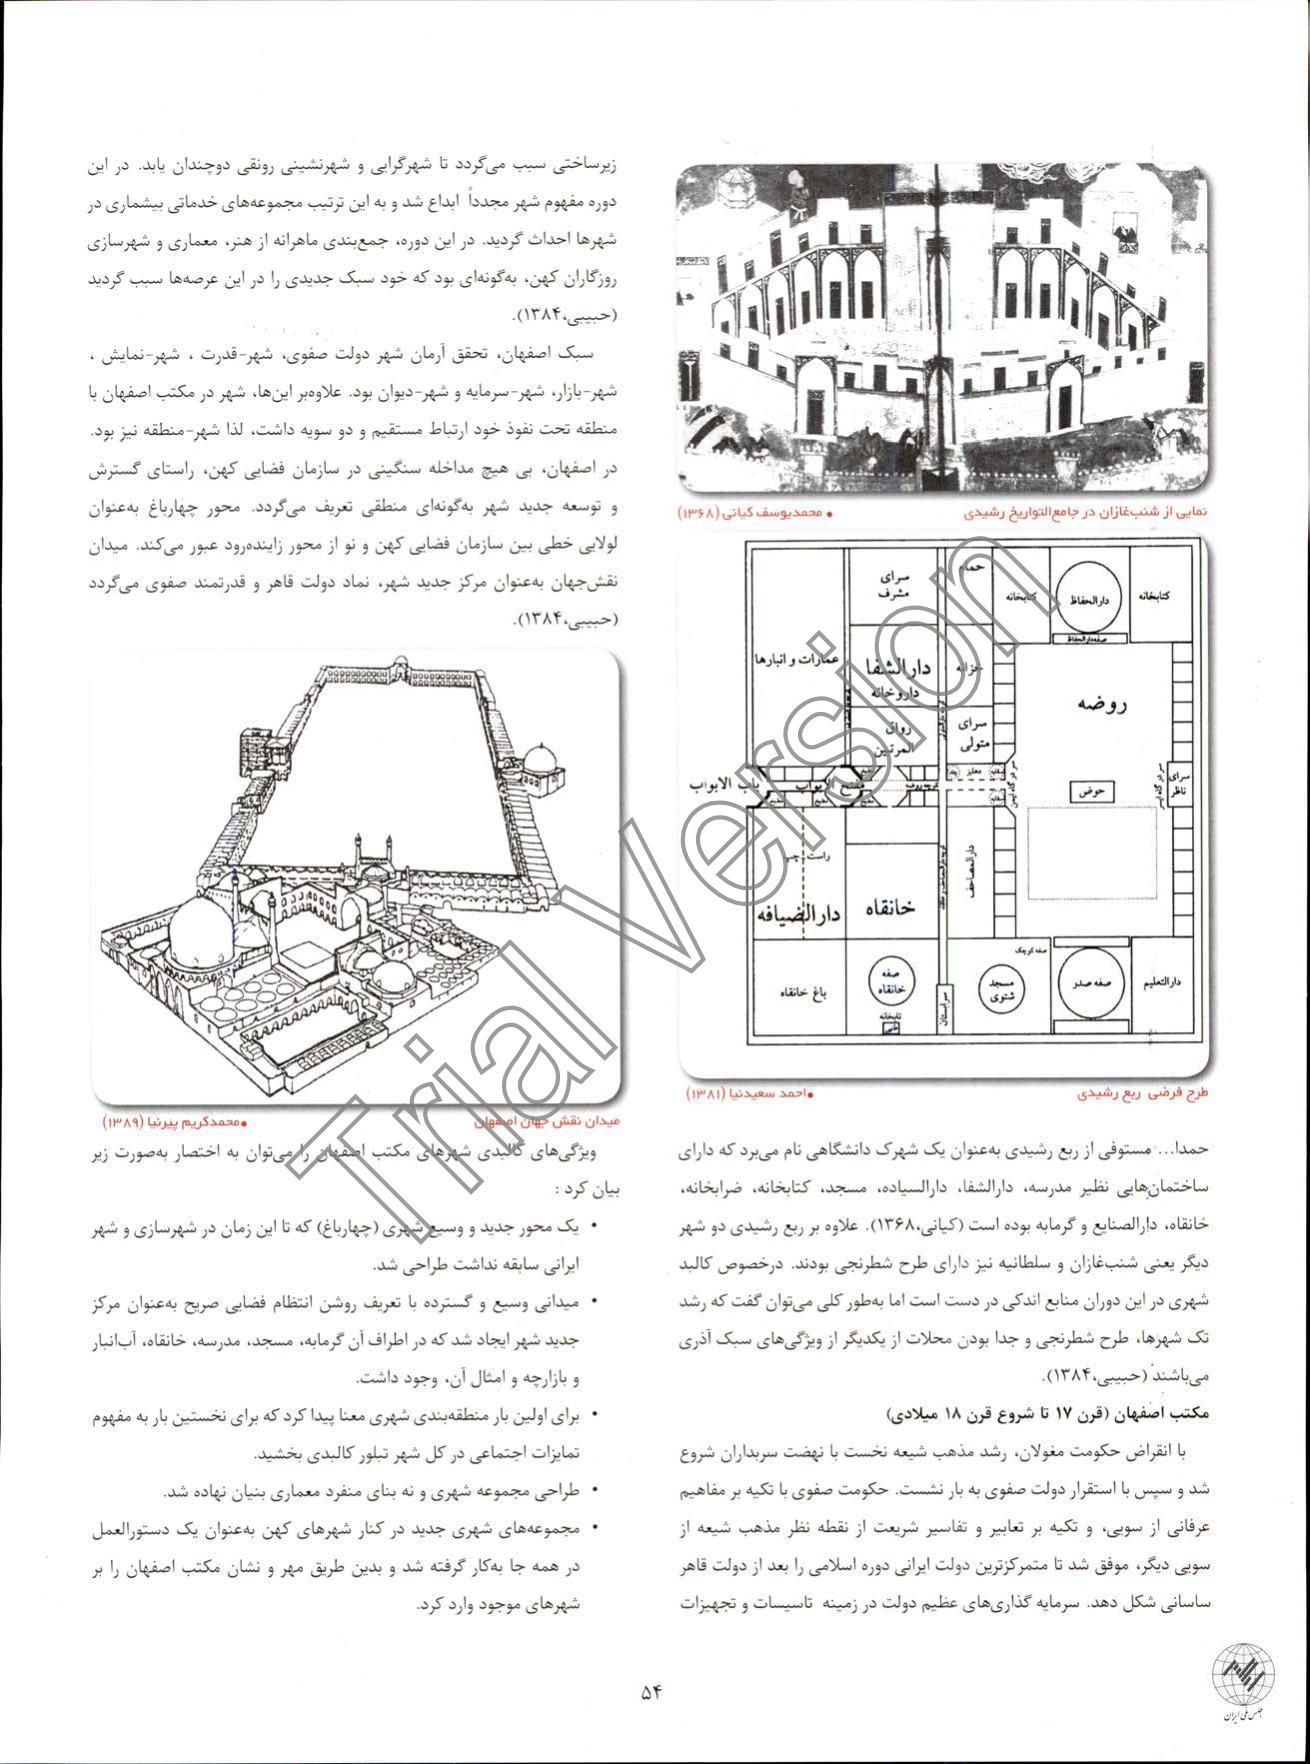 نمایی از شنب‌غازان در جامع‌التواریخ رشیدی • محمدیوسف کیانی (۱۳۶۸)
حمام
سرای
مشرف
کتابخانه
دارالحفاظ
کتابخانه
صفه دارالحفاظ
عمارات و انبارها
دارالشفا
داروخانه
خزانه
روضه
رواق
المرتبین
سرای
متولی
باب الابواب
مفتح الابواب
دهلیز
حوض
سرای
ناظر
راست چپ
دارالمصاحف
دارالضیافه
خانقاه
صفه کوچک
باغ خانقاه
صفه
خانقاه
تابخانه
سرابستان
مسجد
شتوی
صفه صدر
دارالتعلیم
طرح فرضی ربع رشیدی •احمد سعیدنیا (۱۳۸۱)
حمدا... مستوفی از ربع رشیدی به‌عنوان یک شهرک دانشگاهی نام می‌برد که دارای
ساختمان‌هایی نظیر مدرسه، دارالشفا، دارالسیاده، مسجد، کتابخانه، ضرابخانه،
خانقاه، دارالصنایع و گرمابه بوده است (کیانی،۱۳۶۸). علاوه بر ربع رشیدی دو شهر
دیگر یعنی شنب‌غازان و سلطانیه نیز دارای طرح شطرنجی بودند. درخصوص کالبد
شهری در این دوران منابع اندکی در دست است اما به‌طور کلی می‌توان گفت که رشد
تک شهرها، طرح شطرنجی و جدا بودن محلات از یکدیگر از ویژگی‌های سبک آذری
می‌باشند (حبیبی،۱۳۸۴).
مکتب اصفهان (قرن ۱۷ تا شروع قرن ۱۸ میلادی)
با انقراض حکومت مغولان، رشد مذهب شیعه نخست با نهضت سربداران شروع
شد و سپس با استقرار دولت صفوی به بار نشست. حکومت صفوی با تکیه بر مفاهیم
عرفانی از سویی، و تکیه بر تعابیر و تفاسیر شریعت از نقطه نظر مذهب شیعه از
سویی دیگر، موفق شد تا متمرکزترین دولت ایرانی دوره اسلامی را بعد از دولت قاهر
ساسانی شکل دهد. سرمایه گذاری‌های عظیم دولت در زمینه تاسیسات و تجهیزات
زیرساختی سبب می‌گردد تا شهرگرایی و شهرنشینی رونقی دوچندان یابد. در این
دوره مفهوم شهر مجدداً ابداع شد و به این ترتیب مجموعه‌های خدماتی بیشماری در
شهرها احداث گردید. در این دوره، جمع‌بندی ماهرانه از هنر، معماری و شهرسازی
روزگاران کهن، به‌گونه‌ای بود که خود سبک جدیدی را در این عرصه‌ها سبب گردید
(حبیبی،۱۳۸۴).
سبک اصفهان، تحقق آرمان شهر دولت صفوی، شهر-قدرت ، شهر-نمایش ،
شهر-بازار، شهر-سرمایه و شهر-دیوان بود. علاوه‌بر این‌ها، شهر در مکتب اصفهان با
منطقه تحت نفوذ خود ارتباط مستقیم و دو سویه داشت، لذا شهر-منطقه نیز بود.
در اصفهان، بی هیچ مداخله سنگینی در سازمان فضایی کهن، راستای گسترش
و توسعه جدید شهر به‌گونه‌ای منطقی تعریف می‌گردد. محور چهارباغ به‌عنوان
لولایی خطی بین سازمان فضایی کهن و نو از محور زاینده‌رود عبور می‌کند. میدان
نقش‌جهان به‌عنوان مرکز جدید شهر، نماد دولت قاهر و قدرتمند صفوی می‌گردد
(حبیبی،۱۳۸۴).
میدان نقش جهان اصفهان •محمدکریم پیرنیا (۱۳۸۹)
ویژگی‌های کالبدی شهرهای مکتب اصفهان را می‌توان به اختصار به‌صورت زیر
بیان کرد :
• یک محور جدید و وسیع شهری (چهارباغ) که تا این زمان در شهرسازی و شهر
ایرانی سابقه نداشت طراحی شد.
• میدانی وسیع و گسترده با تعریف روشن انتظام فضایی صریح به‌عنوان مرکز
جدید شهر ایجاد شد که در اطراف آن گرمابه، مسجد، مدرسه، خانقاه، آب‌انبار
و بازارچه و امثال آن، وجود داشت.
• برای اولین بار منطقه‌بندی شهری معنا پیدا کرد که برای نخستین بار به مفهوم
تمایزات اجتماعی در کل شهر تبلور کالبدی بخشید.
• طراحی مجموعه شهری و نه بنای منفرد معماری بنیان نهاده شد.
• مجموعه‌های شهری جدید در کنار شهرهای کهن به‌عنوان یک دستورالعمل
در همه جا به‌کار گرفته شد و بدین طریق مهر و نشان مکتب اصفهان را بر
شهرهای موجود وارد کرد.
۵۴
Trial Version